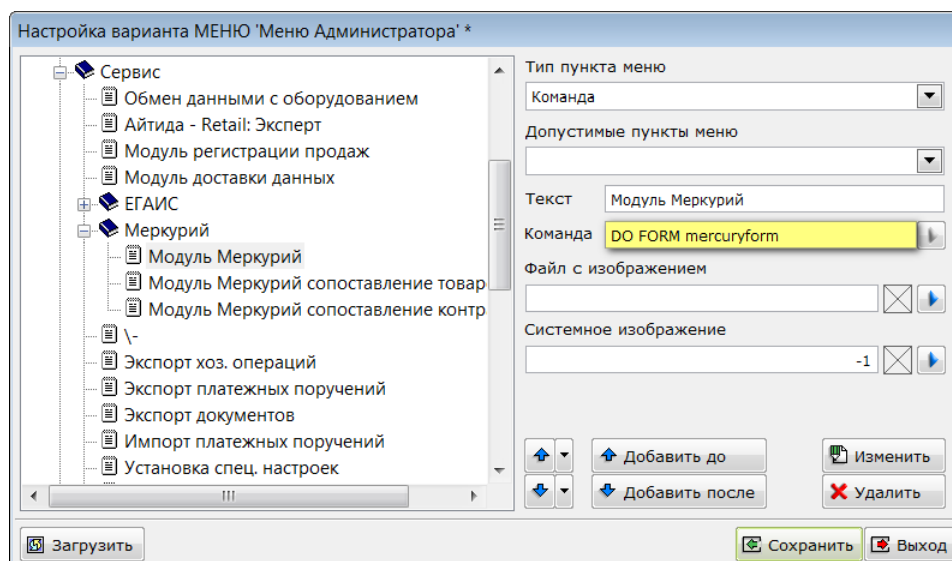 Настройка варианта МЕНЮ 'Меню Администратора' *
Сервис
Обмен данными с оборудованием
Айтида - Retail: Эксперт
Модуль регистрации продаж
Модуль доставки данных
ЕГАИС
Меркурий
Модуль Меркурий
Модуль Меркурий сопоставление товар
Модуль Меркурий сопоставление контр
\-
Экспорт хоз. операций
Экспорт платежных поручений
Экспорт документов
Импорт платежных поручений
Установка спец. настроек
Тип пункта меню
Команда
Допустимые пункты меню
Текст Модуль Меркурий
Команда DO FORM mercuryform
Файл с изображением
Системное изображение
-1
Добавить до Изменить
Добавить после Удалить
Загрузить Сохранить Выход